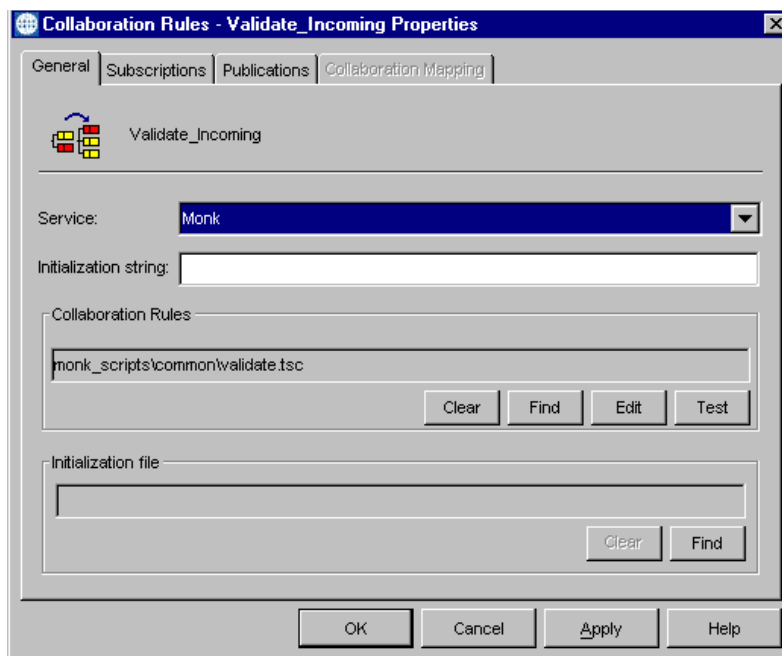 Collaboration Rules - Validate_Incoming Properties
General Subscriptions Publications Collaboration Mapping
Validate_Incoming
Service: Monk
Initialization string:
Collaboration Rules
monk_scripts\common\validate.tsc
Clear Find Edit Test
Initialization file
Clear Find
OK Cancel Apply Help